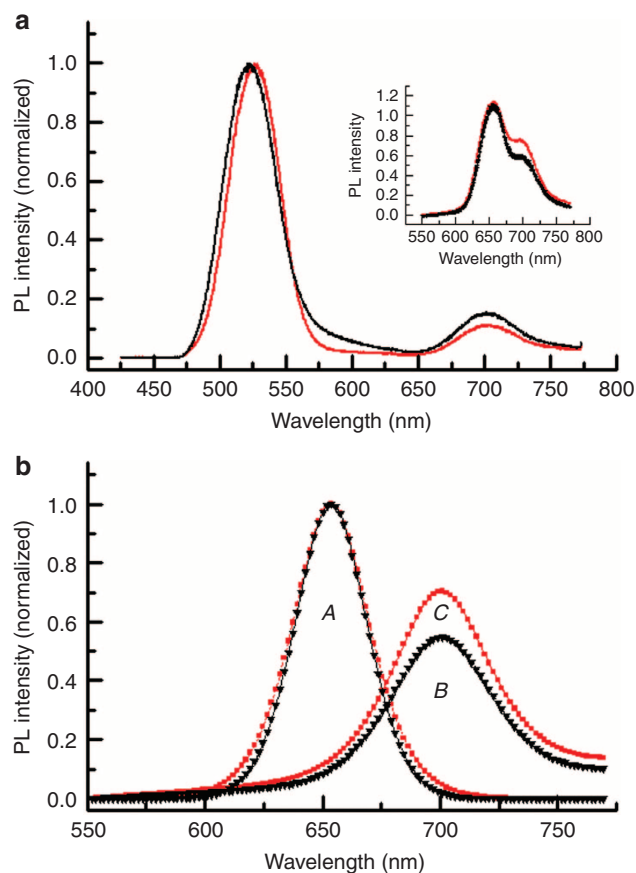 a
PL intensity (normalized)
1.0
0.8
0.6
0.4
0.2
0.0
400 450 500 550 600 650 700 750 800
Wavelength (nm)
PL intensity
1.2
1.0
0.8
0.6
0.4
0.2
0.0
550 600 650 700 750 800
Wavelength (nm)
b
PL intensity (normalized)
1.0
0.8
0.6
0.4
0.2
0.0
A
C
B
550 600 650 700 750
Wavelength (nm)